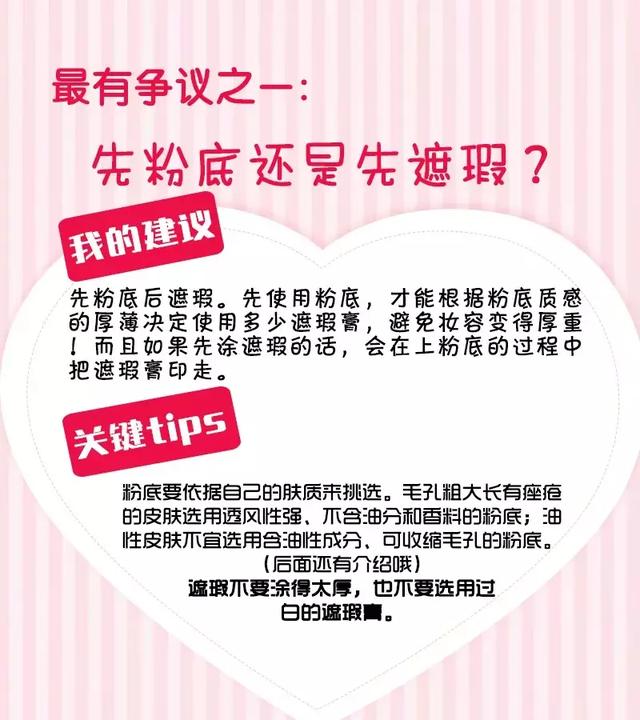 最有争议之一:
先粉底还是先遮瑕？
我的建议
先粉底后遮瑕。先使用粉底，才能根据粉底质感
的厚薄决定使用多少遮瑕膏，避免妆容变得厚重
！而且如果先涂遮瑕的话，会在上粉底的过程中
把遮瑕膏印走。
关键tips
粉底要依据自己的肤质来挑选。毛孔粗大长有痤疮
的皮肤选用透风性强、不含油分和香料的粉底；油
性皮肤不宜选用含油性成分、可收缩毛孔的粉底。
（后面还有介绍哦）
遮瑕不要涂得太厚，也不要选用过
白的遮瑕膏。